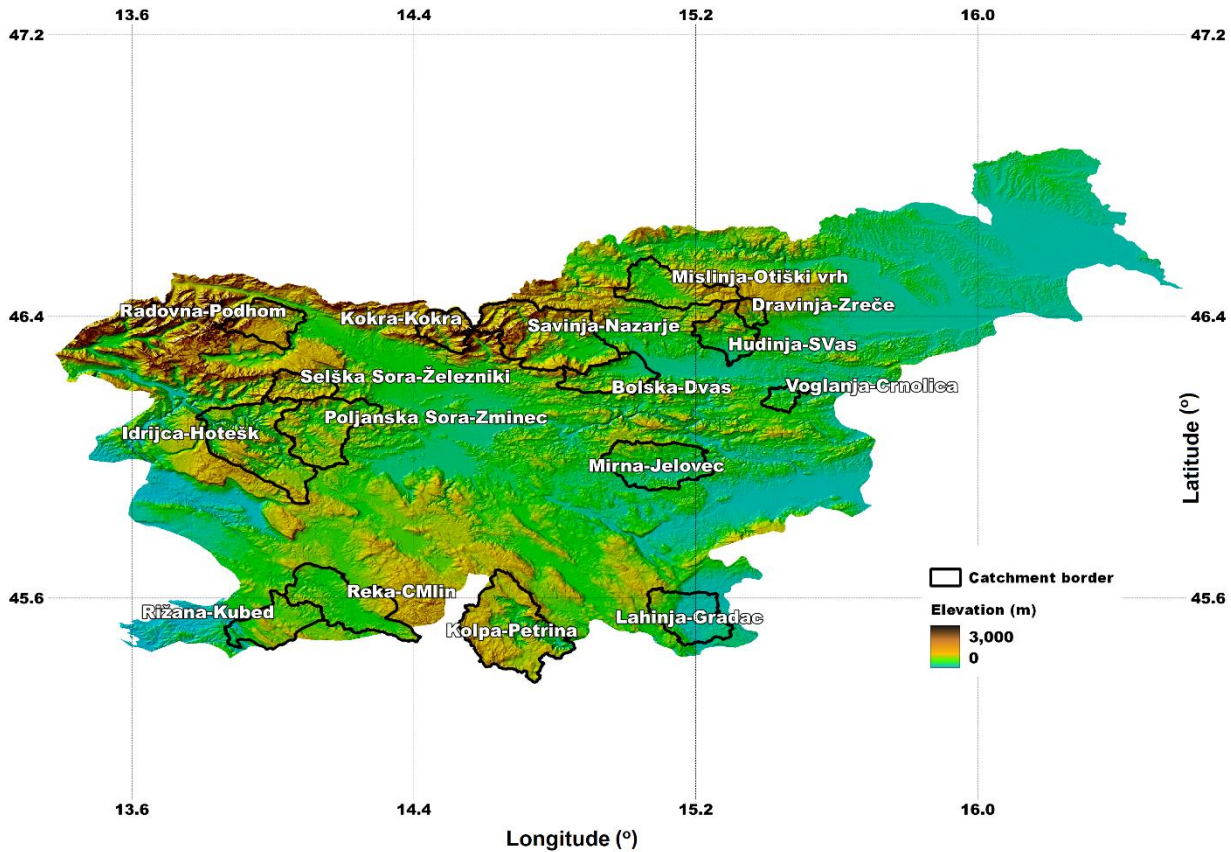 13.6 14.4 15.2 16.0
47.2 47.2
Mislinja-Otiški vrh
Radovna-Podhom
Dravinja-Zreče
46.4 Kokra-Kokra Savinja-Nazarje 46.4
Hudinja-SVas
Selška Sora-Železniki
Bolska-Dvas Voglanja-Crnolica
Poljanska Sora-Zminec
Idrijca-Hotešk
Mirna-Jelovec
Latitude (º)
Catchment border
Reka-CMlin
45.6 45.6
Rižana-Kubed
Lahinja-Gradac
Elevation (m)
Kolpa-Petrina
3,000
0
13.6 14.4 15.2 16.0
Longitude (º)